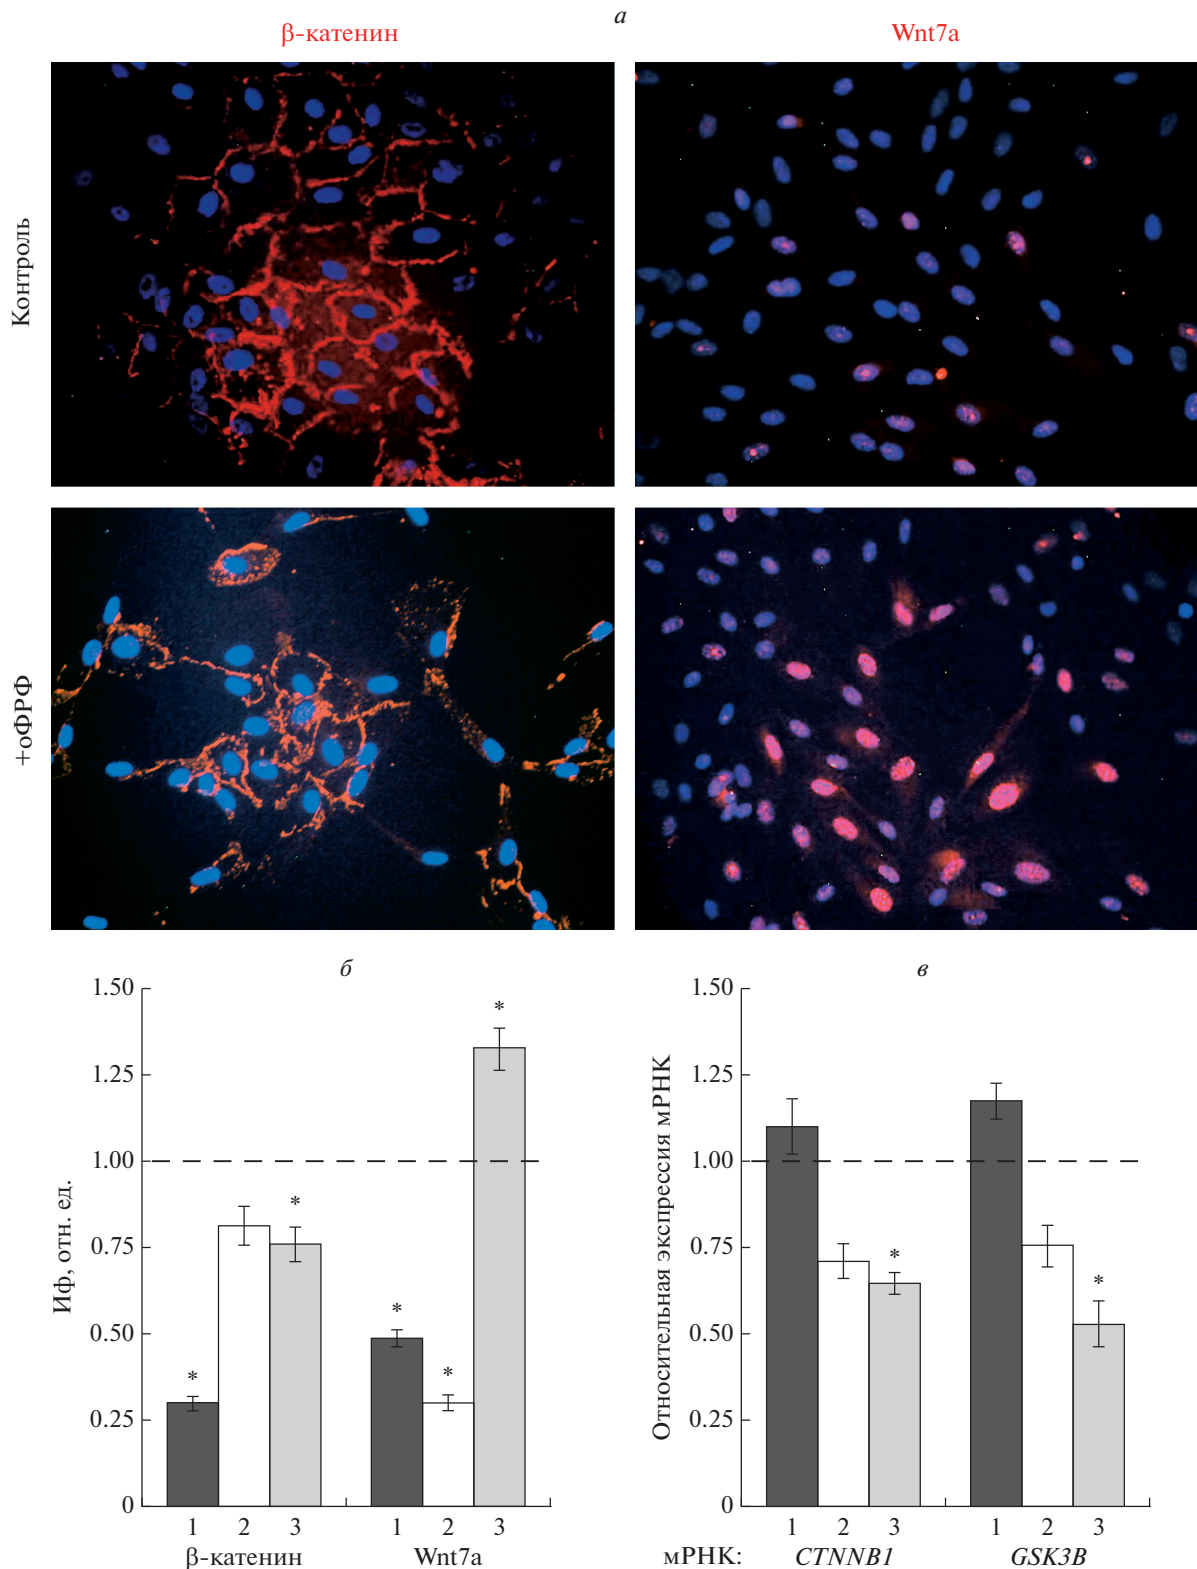 а
β-катенин Wnt7a
Контроль
+оФРФ
б
1.50
1.25
1.00
0.75
0.50
0.25
0
Иф, отн. ед.
*
*
*
*
*
1 2 3 1 2 3
β-катенин Wnt7a
в
1.50
1.25
1.00
0.75
0.50
0.25
0
Относительная экспрессия мРНК
*
*
1 2 3 1 2 3
мРНК: CTNNB1 GSK3B